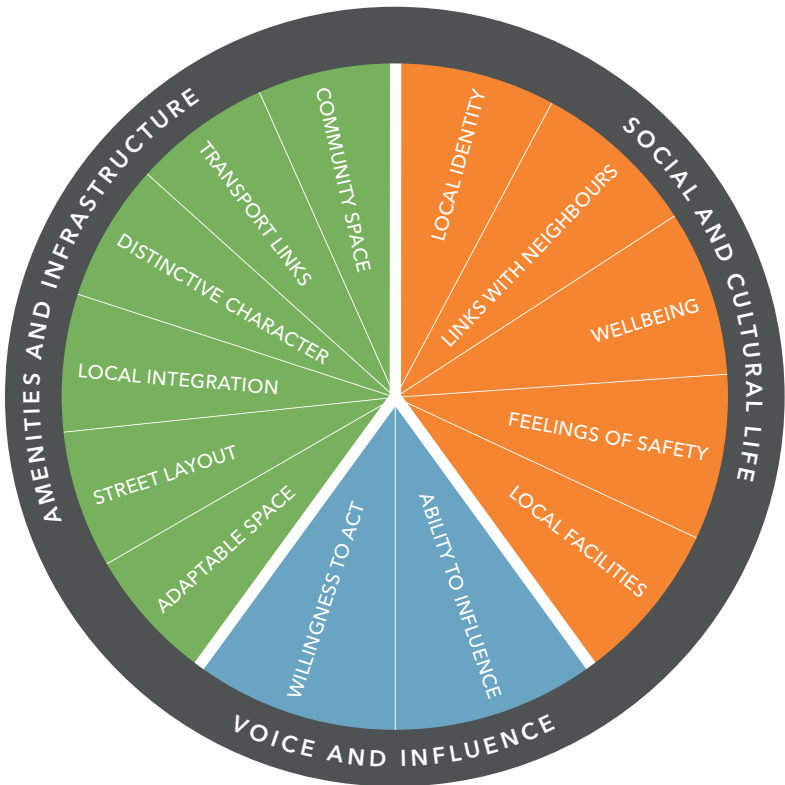 AMENITIES AND INFRASTRUCTURE
COMMUNITY SPACE
TRANSPORT LINKS
DISTINCTIVE CHARACTER
LOCAL INTEGRATION
STREET LAYOUT
ADAPTABLE SPACE
SOCIAL AND CULTURAL LIFE
LOCAL IDENTITY
LINKS WITH NEIGHBOURS
WELLBEING
FEELINGS OF SAFETY
LOCAL FACILITIES
VOICE AND INFLUENCE
WILLINGNESS TO ACT
ABILITY TO INFLUENCE